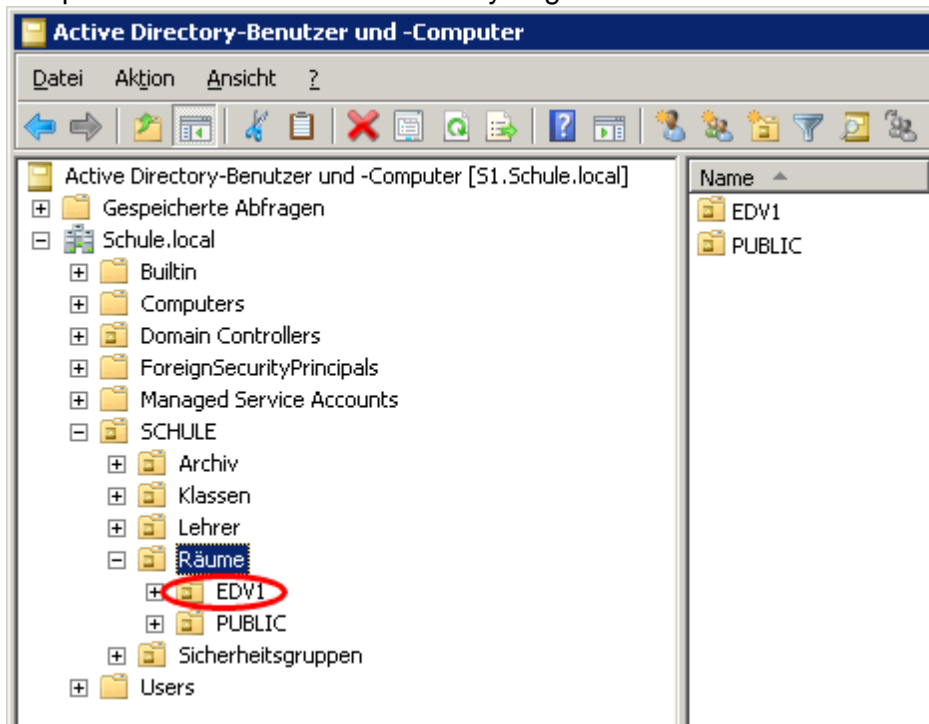 Active Directory-Benutzer und -Computer
Datei Aktion Ansicht ?
Active Directory-Benutzer und -Computer [S1.Schule.local]
Gespeicherte Abfragen
Schule.local
Builtin
Computers
Domain Controllers
ForeignSecurityPrincipals
Managed Service Accounts
SCHULE
Archiv
Klassen
Lehrer
Räume
EDV1
PUBLIC
Sicherheitsgruppen
Users
Name
EDV1
PUBLIC